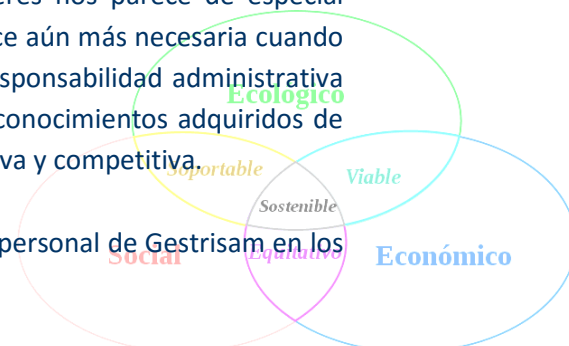 eres nos parece de especial
ce aún más necesaria cuando
sponsabilidad administrativa
Ecológico
conocimientos adquiridos de
va y competitiva.
Soportable
Viable
Sostenible
personal de Gestrisam en los
Social
Equitativo
Económico